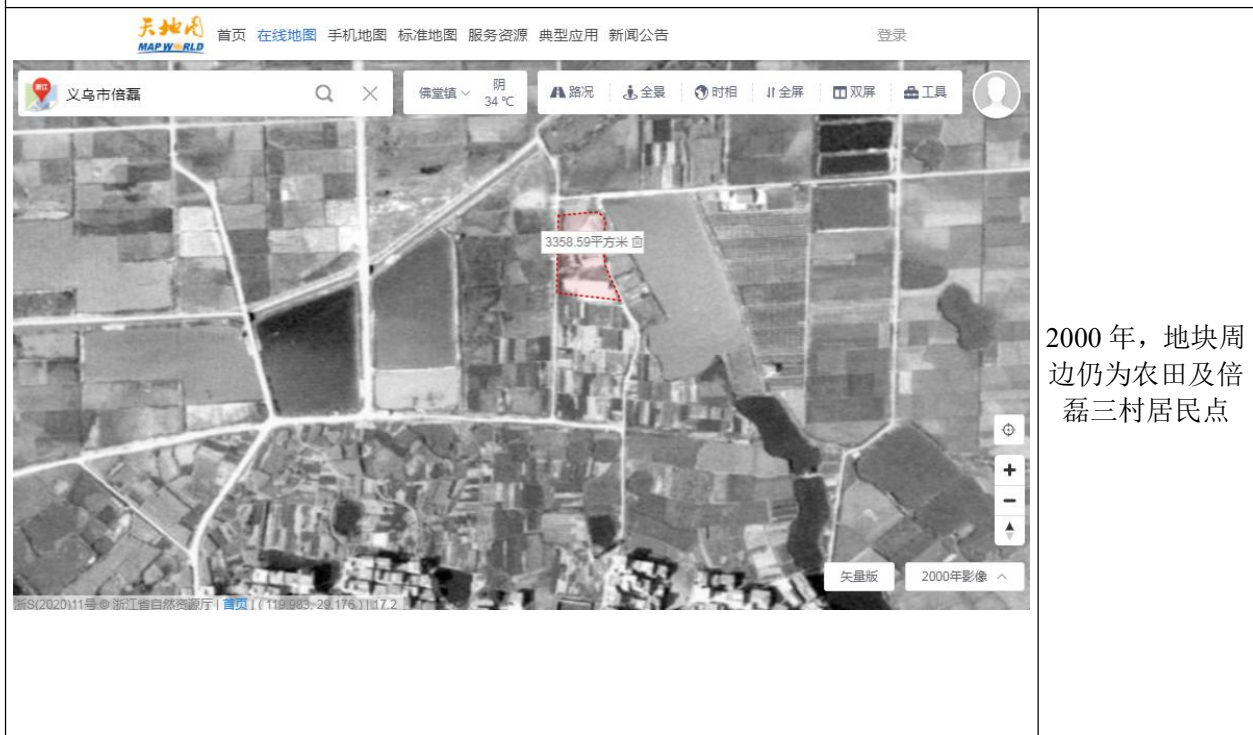 天地图
MAP WORLD
首页 在线地图 手机地图 标准地图 服务资源 典型应用 新闻公告 登录
浙江 义乌市倍磊
佛堂镇 阴 34 ℃
路况 全景 时相 全屏 双屏 工具
3358.59平方米
2000 年，地块周
边仍为农田及倍
磊三村居民点
矢量版 2000年影像
浙S(2020)11号 © 浙江省自然资源厅 | 首页 | ( 119.983, 29.176 ) | 17.2